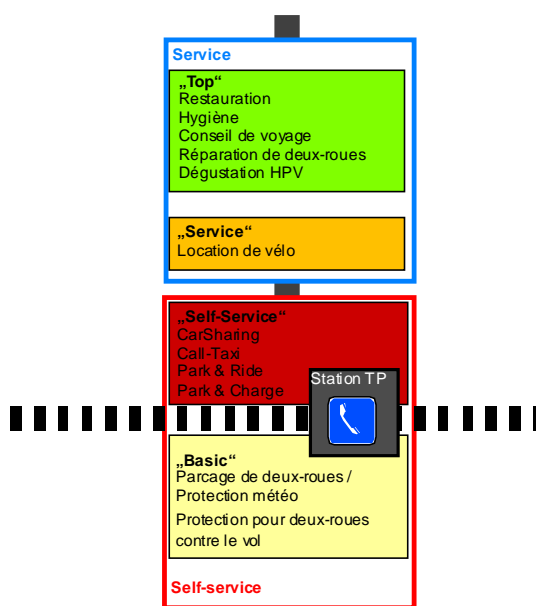 Service
„Top“
Restauration
Hygiène
Conseil de voyage
Réparation de deux-roues
Dégustation HPV
„Service“
Location de vélo
„Self-Service“
CarSharing
Call-Taxi
Park & Ride
Park & Charge
Station TP
„Basic“
Parcage de deux-roues /
Protection météo
Protection pour deux-roues
contre le vol
Self-service